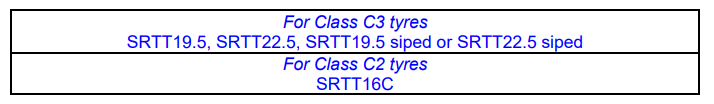 For Class C3 tyres
SRTT19.5, SRTT22.5, SRTT19.5 siped or SRTT22.5 siped
For Class C2 tyres
SRTT16C